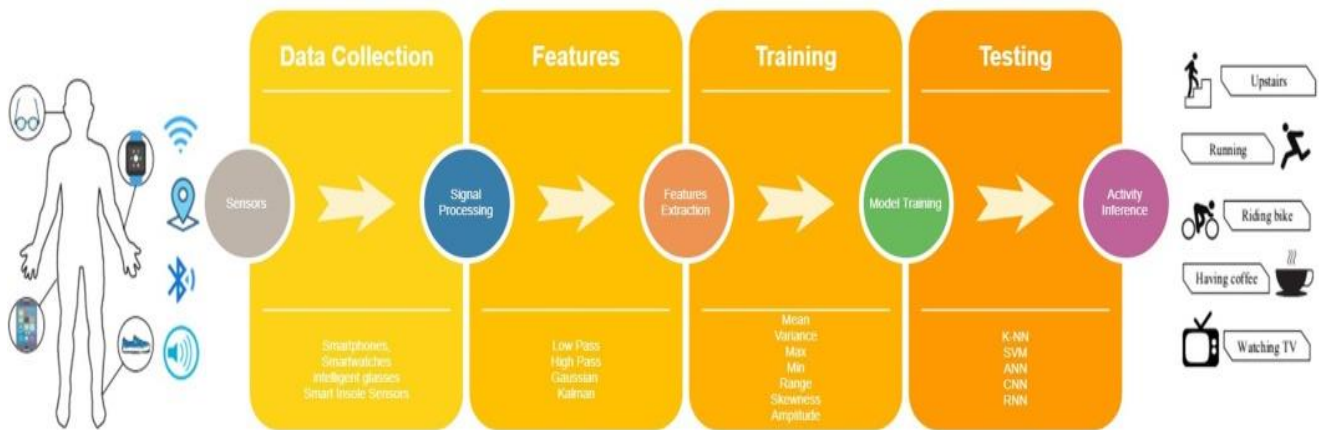 Data Collection
Features
Training
Testing
Sensors
Signal
Processing
Features
Extraction
Model Training
Activity
Inference
Smartphones,
Smartwatches
intelligent glasses
Smart Insole Sensors
Low Pass
High Pass
Gaussian
Kalman
Mean
Variance
Max
Min
Range
Skewness
Amplitude
K-NN
SVM
ANN
CNN
RNN
Upstairs
Running
Riding bike
Having coffee
Watching TV